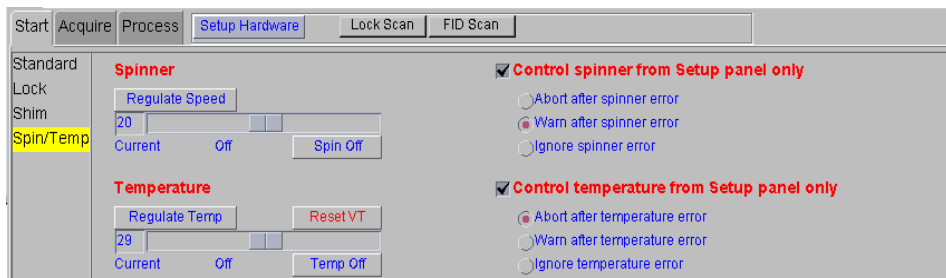 Start Acquire Process Setup Hardware Lock Scan FID Scan
Standard
Lock
Shim
Spin/Temp
Spinner
Regulate Speed
20
Current Off Spin Off
Control spinner from Setup panel only
Abort after spinner error
Warn after spinner error
Ignore spinner error
Temperature
Regulate Temp Reset VT
29
Current Off Temp Off
Control temperature from Setup panel only
Abort after temperature error
Warn after temperature error
Ignore temperature error